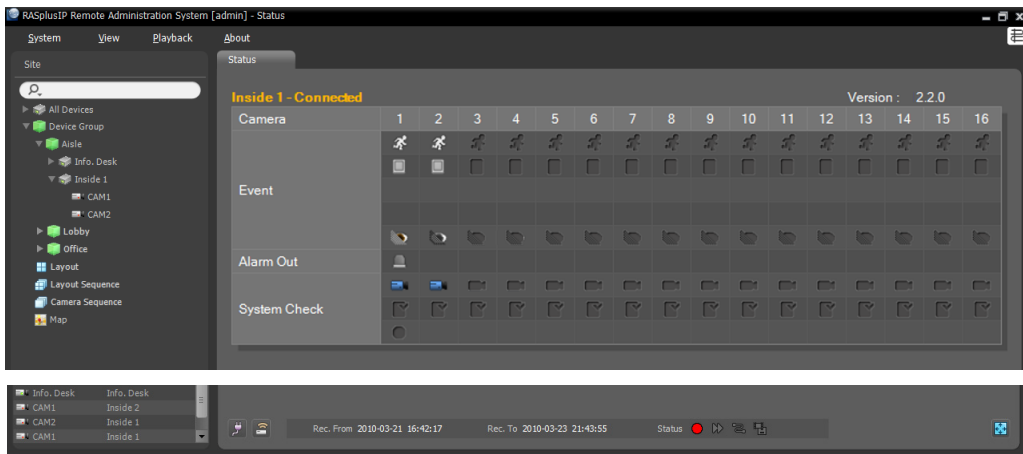 RASplusIP Remote Administration System [admin] - Status
System View Playback About
Site
Status
All Devices
Device Group
Aisle
Info. Desk
Inside 1
CAM1
CAM2
Lobby
Office
Layout
Layout Sequence
Camera Sequence
Map
Inside 1 - Connected
Version : 2.2.0
Camera 1 2 3 4 5 6 7 8 9 10 11 12 13 14 15 16
Event
Alarm Out
System Check
Info. Desk Info. Desk
CAM1 Inside 2
CAM2 Inside 1
CAM1 Inside 1
Rec. From 2010-03-21 16:42:17 Rec. To 2010-03-23 21:43:55 Status